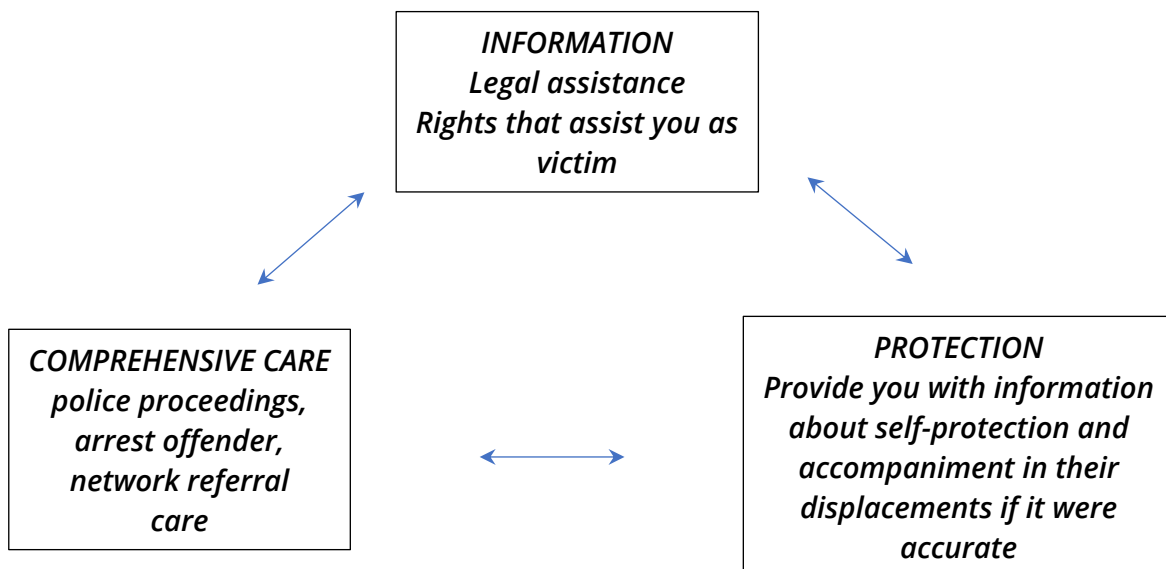 INFORMATION
Legal assistance
Rights that assist you as
victim
COMPREHENSIVE CARE
police proceedings,
arrest offender,
network referral
care
PROTECTION
Provide you with information
about self-protection and
accompaniment in their
displacements if it were
accurate